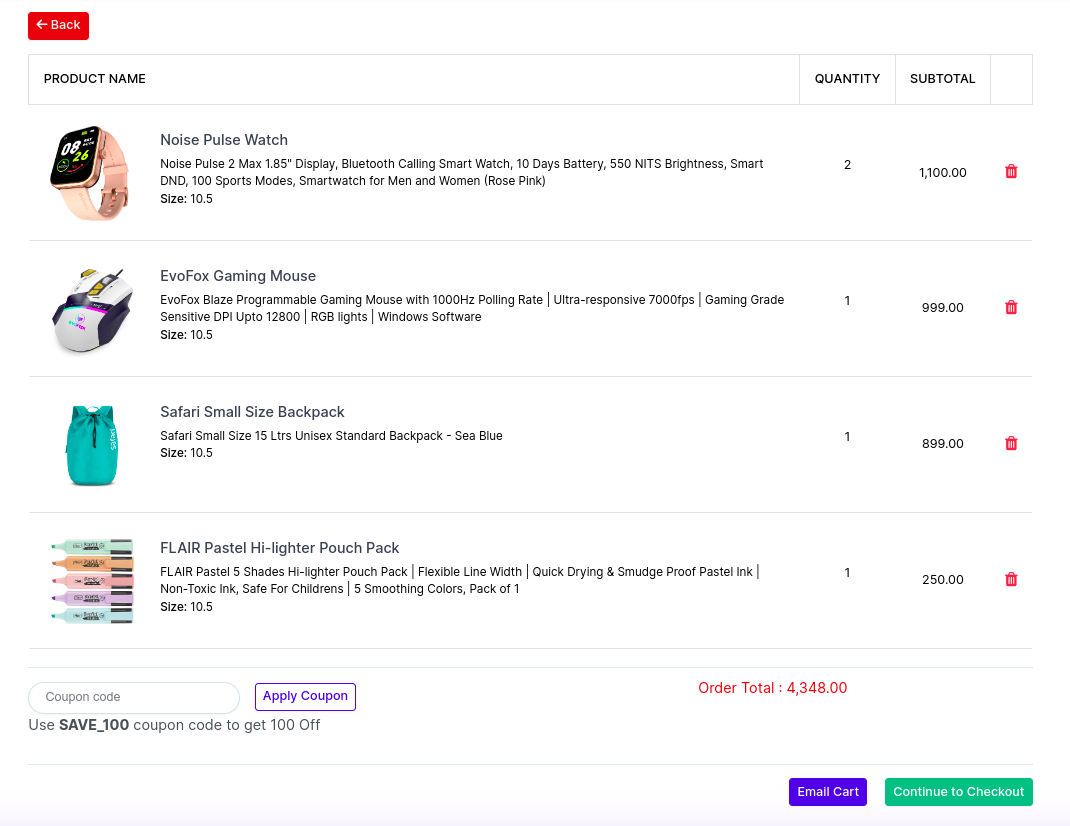 Back
PRODUCT NAME QUANTITY SUBTOTAL
08
26
Noise Pulse Watch
Noise Pulse 2 Max 1.85" Display, Bluetooth Calling Smart Watch, 10 Days Battery, 550 NITS Brightness, Smart
DND, 100 Sports Modes, Smartwatch for Men and Women (Rose Pink)
Size: 10.5
2
1,100.00
EvoFox Gaming Mouse
EvoFox Blaze Programmable Gaming Mouse with 1000Hz Polling Rate | Ultra-responsive 7000fps | Gaming Grade
Sensitive DPI Upto 12800 | RGB lights | Windows Software
Size: 10.5
1
999.00
Safari Small Size Backpack
Safari Small Size 15 Ltrs Unisex Standard Backpack - Sea Blue
Size: 10.5
1
899.00
FLAIR Pastel Hi-lighter Pouch Pack
FLAIR Pastel 5 Shades Hi-lighter Pouch Pack | Flexible Line Width | Quick Drying & Smudge Proof Pastel Ink |
Non-Toxic Ink, Safe For Childrens | 5 Smoothing Colors, Pack of 1
Size: 10.5
1
250.00
Coupon code Apply Coupon
Order Total : 4,348.00
Use SAVE_100 coupon code to get 100 Off
Email Cart Continue to Checkout